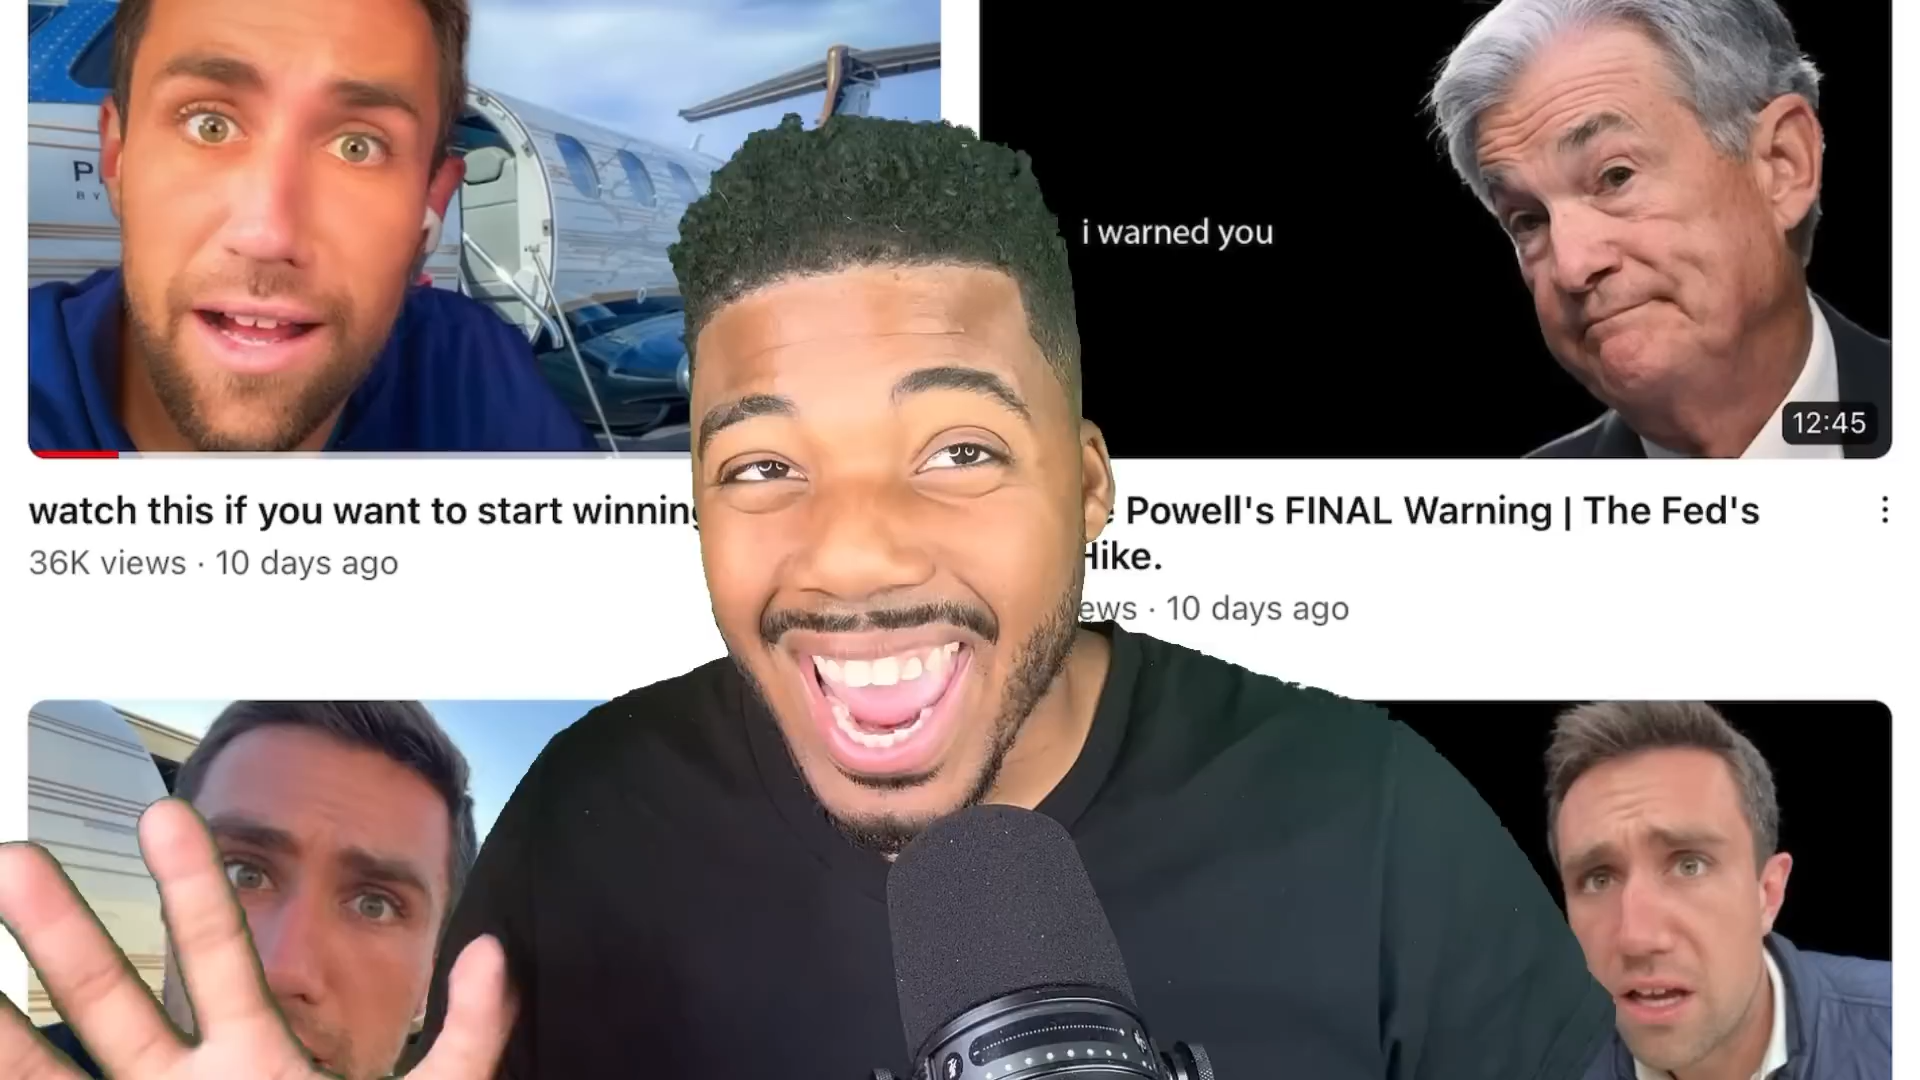 i warned you
12:45
watch this if you want to start winning
36K views · 10 days ago
Powell's FINAL Warning | The Fed's
Hike.
10 days ago